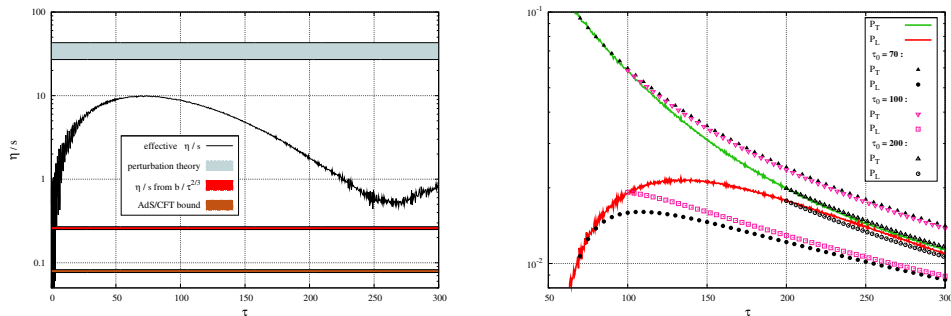 100
10
1
0.1
η / s
0
50
100
150
200
250
300
τ
effective η / s
perturbation theory
η / s from b / τ^2/3
AdS/CFT bound
10^-1
10^-2
50
100
150
200
250
300
τ
P_T
P_L
τ_0 = 70 :
P_T
P_L
τ_0 = 100 :
P_T
P_L
τ_0 = 200 :
P_T
P_L